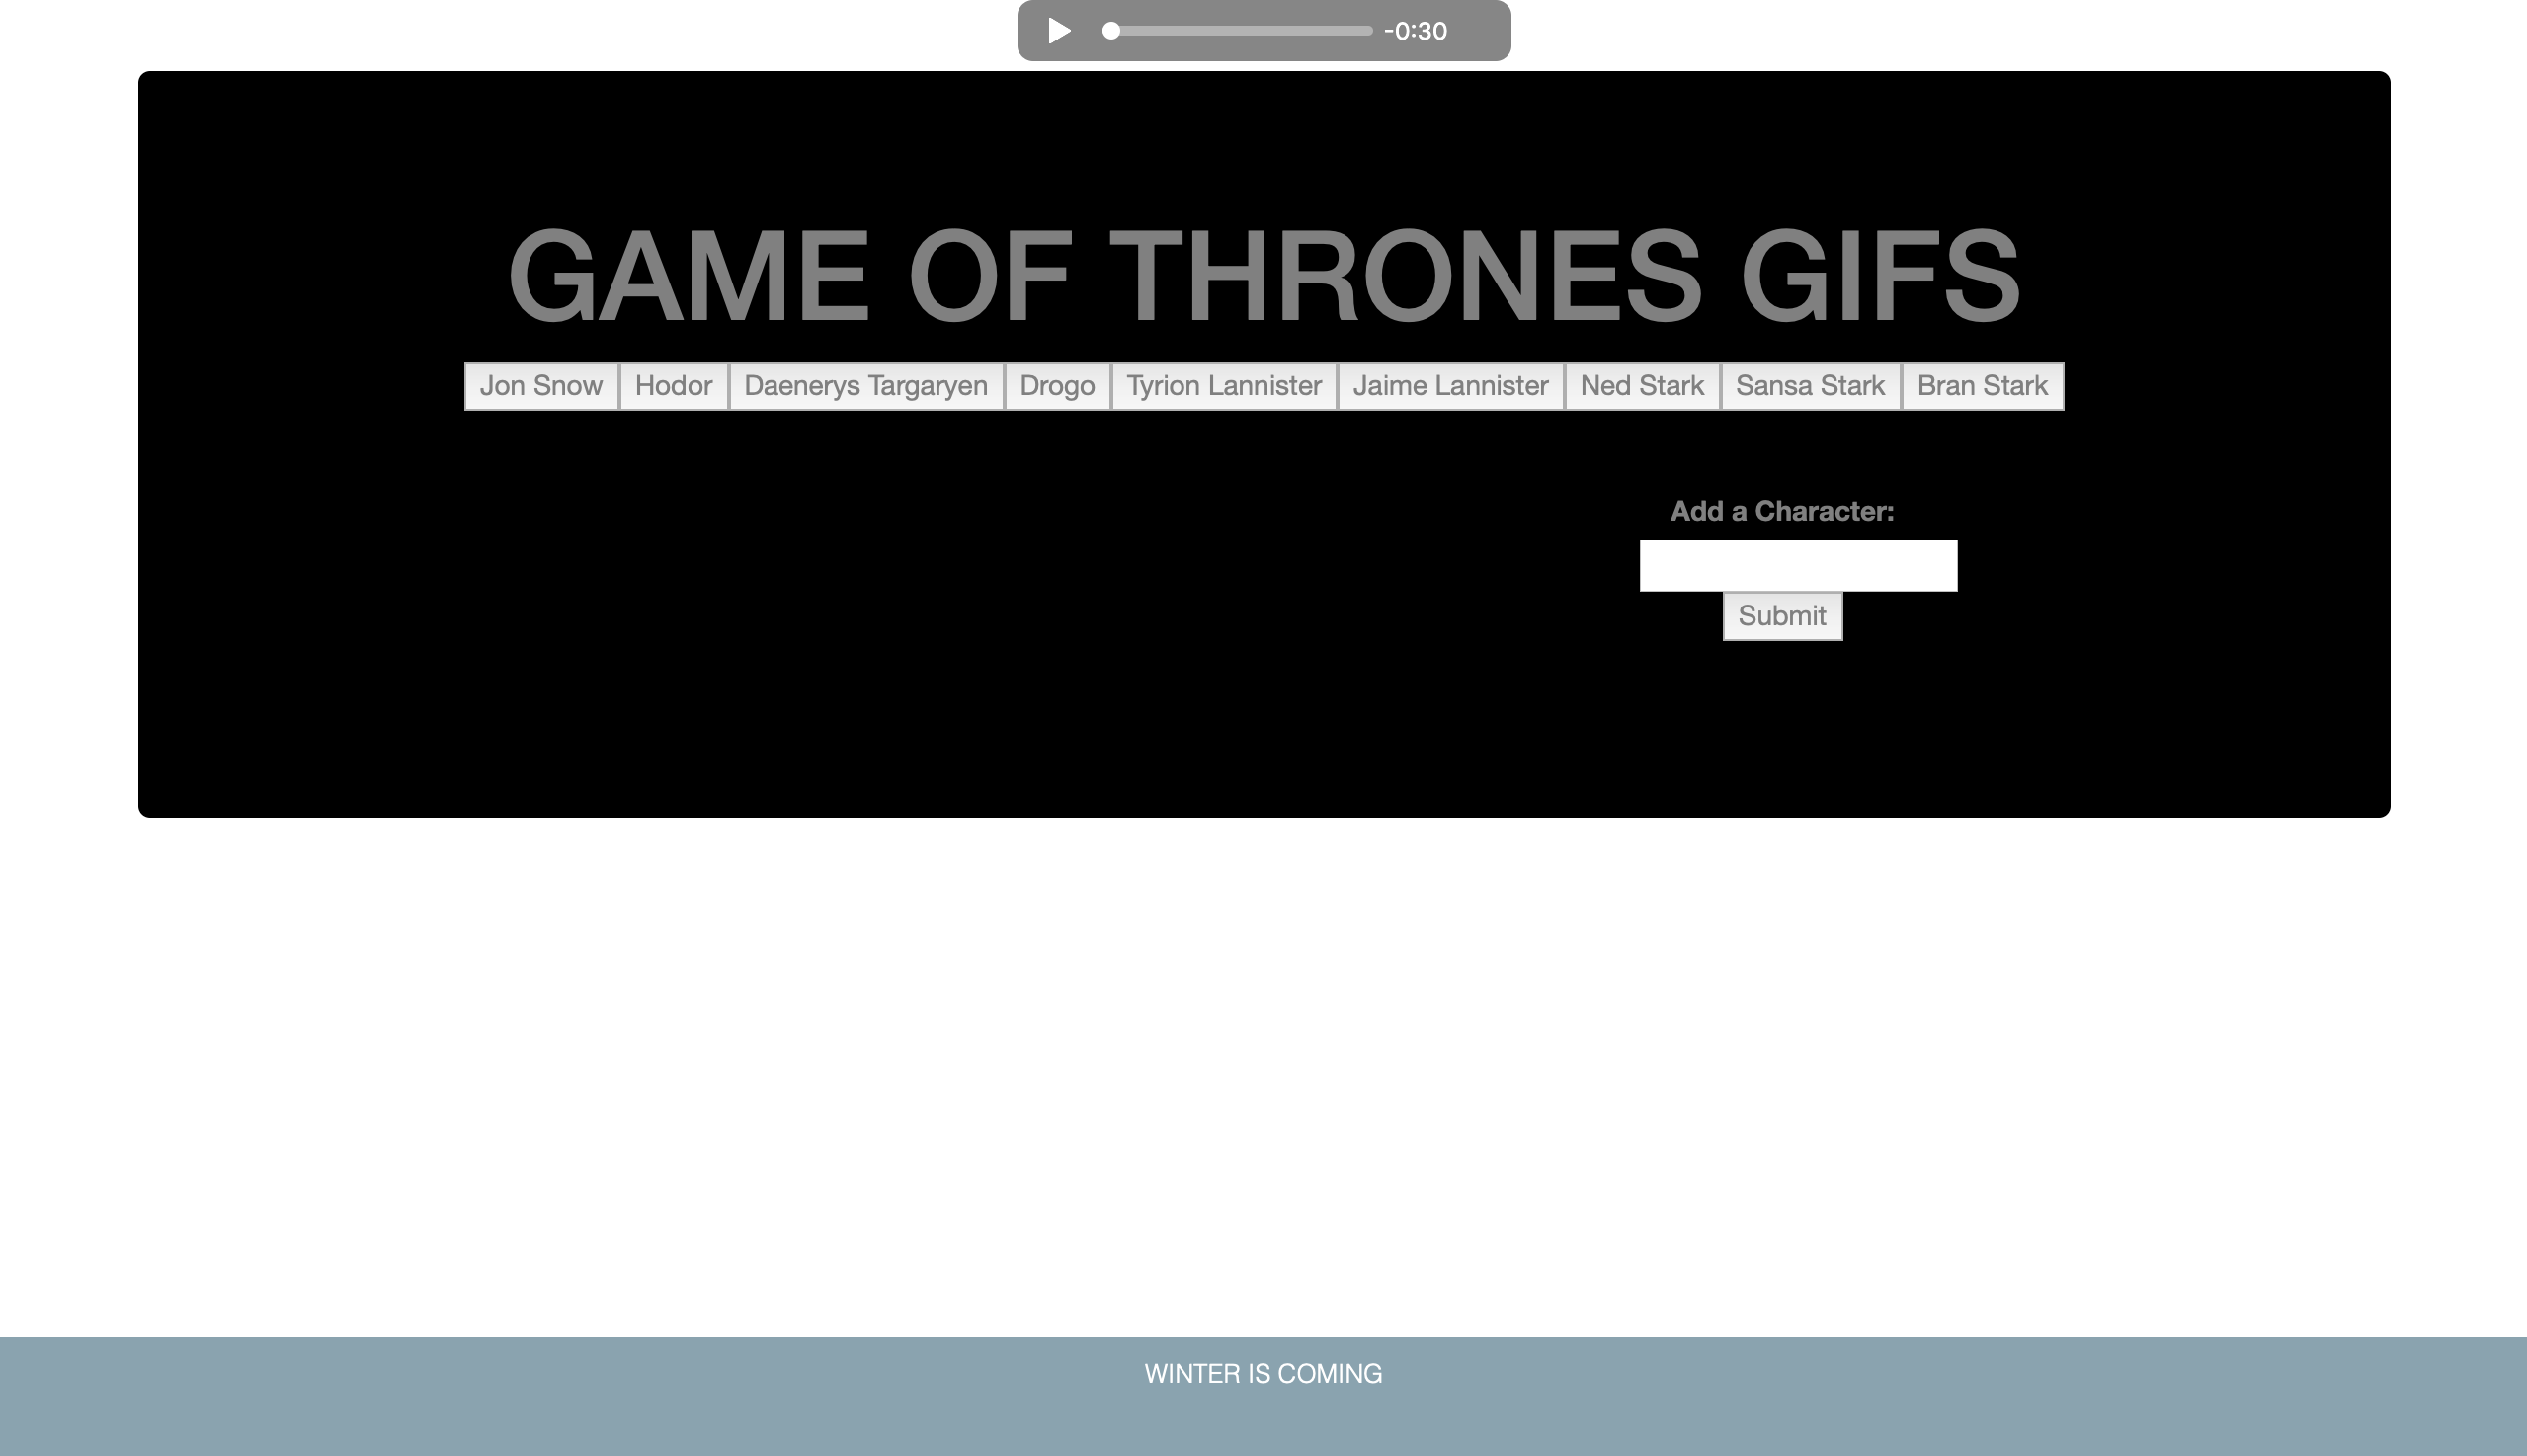 -0:30
GAME OF THRONES GIFS
Jon Snow Hodor Daenerys Targaryen Drogo Tyrion Lannister Jaime Lannister Ned Stark Sansa Stark Bran Stark
Add a Character:
Submit
WINTER IS COMING